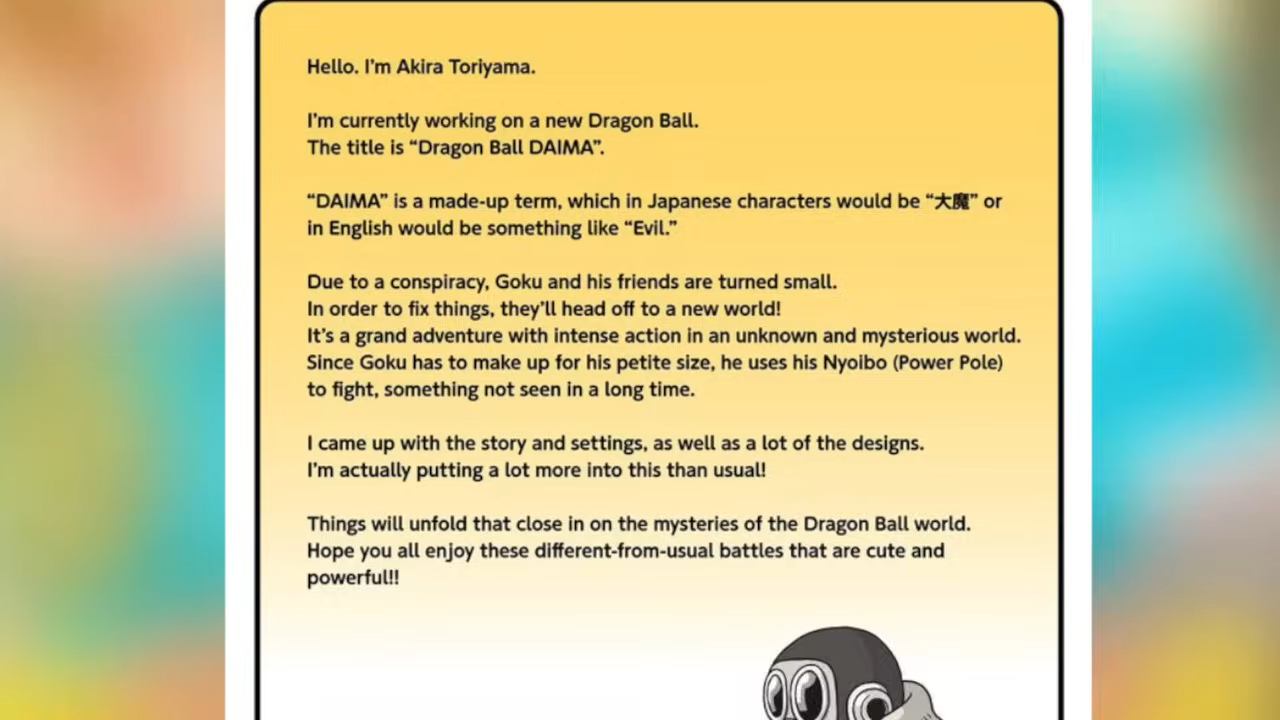 Hello. I'm Akira Toriyama.
I'm currently working on a new Dragon Ball.
The title is “Dragon Ball DAIMA”.
“DAIMA” is a made-up term, which in Japanese characters would be “大魔” or
in English would be something like “Evil.”
Due to a conspiracy, Goku and his friends are turned small.
In order to fix things, they'll head off to a new world!
It's a grand adventure with intense action in an unknown and mysterious world.
Since Goku has to make up for his petite size, he uses his Nyoibo (Power Pole)
to fight, something not seen in a long time.
I came up with the story and settings, as well as a lot of the designs.
I'm actually putting a lot more into this than usual!
Things will unfold that close in on the mysteries of the Dragon Ball world.
Hope you all enjoy these different-from-usual battles that are cute and
powerful!!